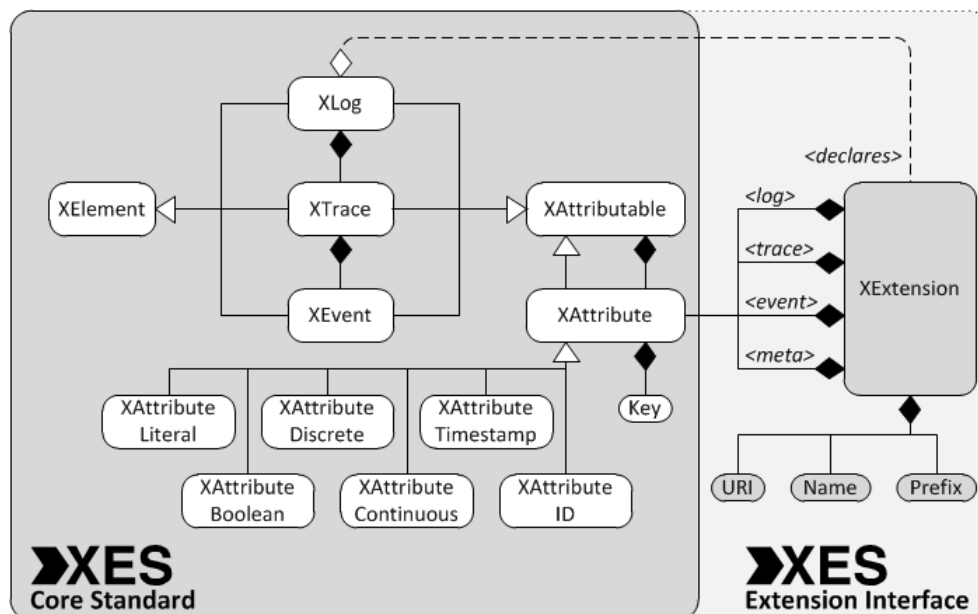 XLog
<declares>
XElement
XTrace
XAttributable
<log>
<trace>
XExtension
XEvent
XAttribute
<event>
<meta>
XAttribute
Literal
XAttribute
Discrete
XAttribute
Timestamp
Key
XAttribute
Boolean
XAttribute
Continuous
XAttribute
ID
URI
Name
Prefix
XES
Core Standard
XES
Extension Interface